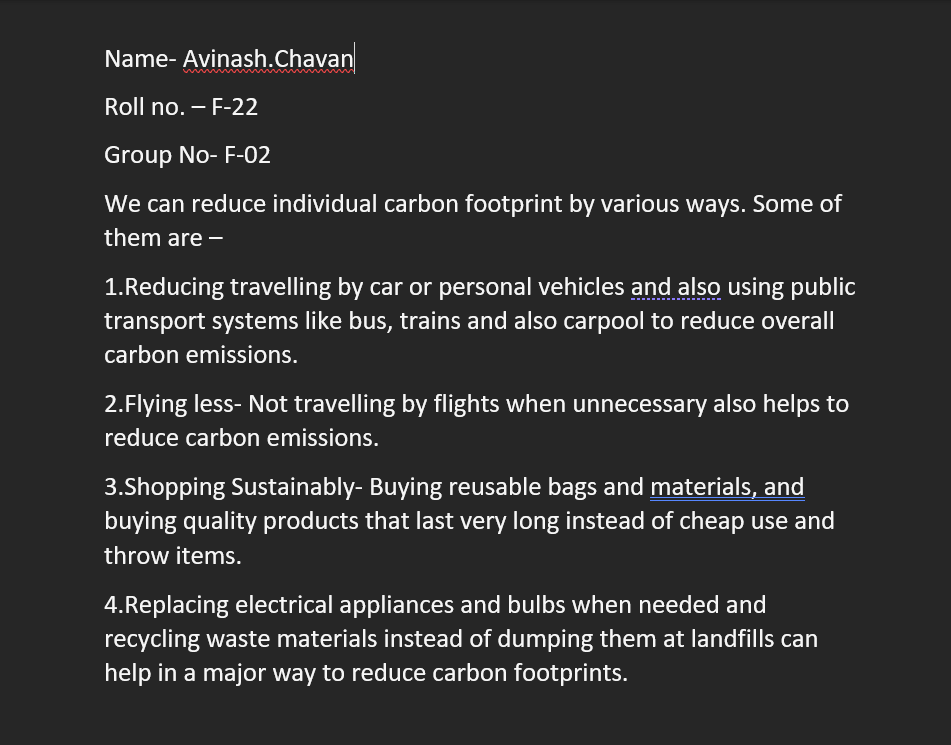 Name- Avinash.Chavan
Roll no. – F-22
Group No- F-02
We can reduce individual carbon footprint by various ways. Some of
them are –
1.Reducing travelling by car or personal vehicles and also using public
transport systems like bus, trains and also carpool to reduce overall
carbon emissions.
2.Flying less- Not travelling by flights when unnecessary also helps to
reduce carbon emissions.
3.Shopping Sustainably- Buying reusable bags and materials, and
buying quality products that last very long instead of cheap use and
throw items.
4.Replacing electrical appliances and bulbs when needed and
recycling waste materials instead of dumping them at landfills can
help in a major way to reduce carbon footprints.